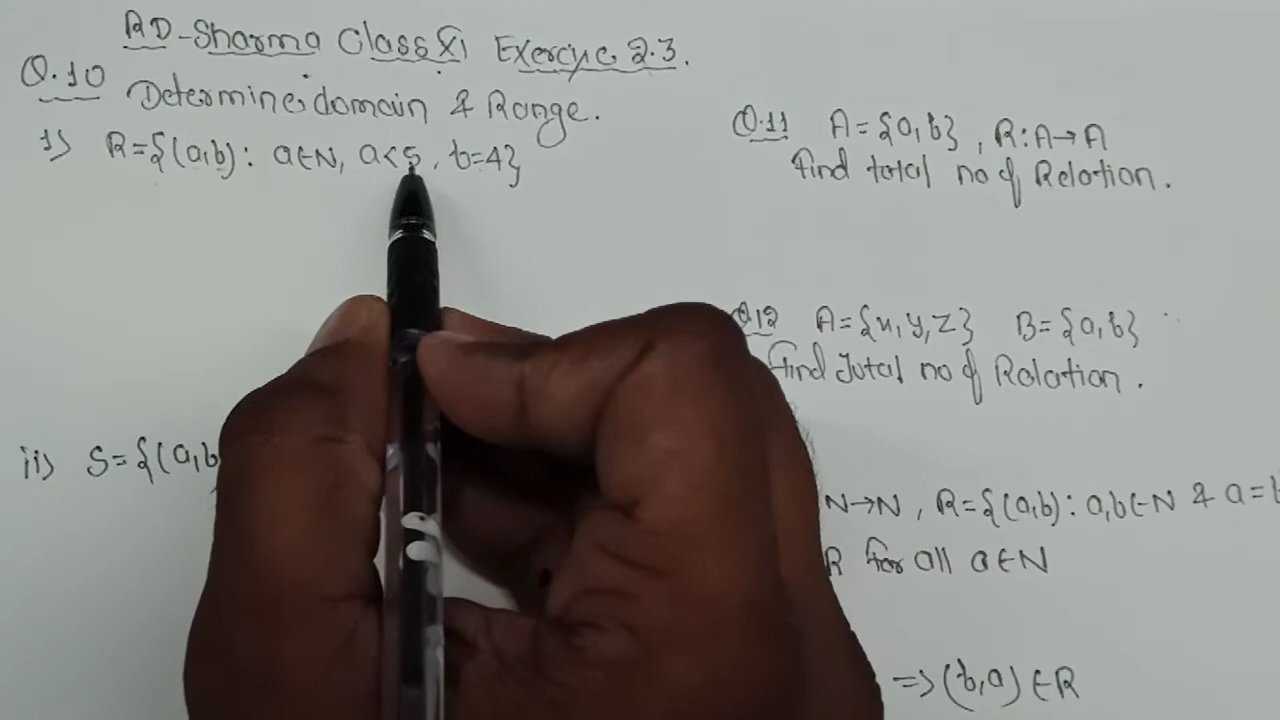 RD-Sharma Class XI Exercise 2.3.
Q.10 Determine domain & Range.
i) R={(a,b): a∈N, a<5, b=4}
ii) S={(a,b
Q.11 A={a,b}, R:A→A
Find total no of Relation.
Q.12 A={x,y,z} B={a,b}
Find Total no of Relation.
N→N, R={(a,b): a,b∈N & a=b
R for all a∈N
=>(b,a)∈R